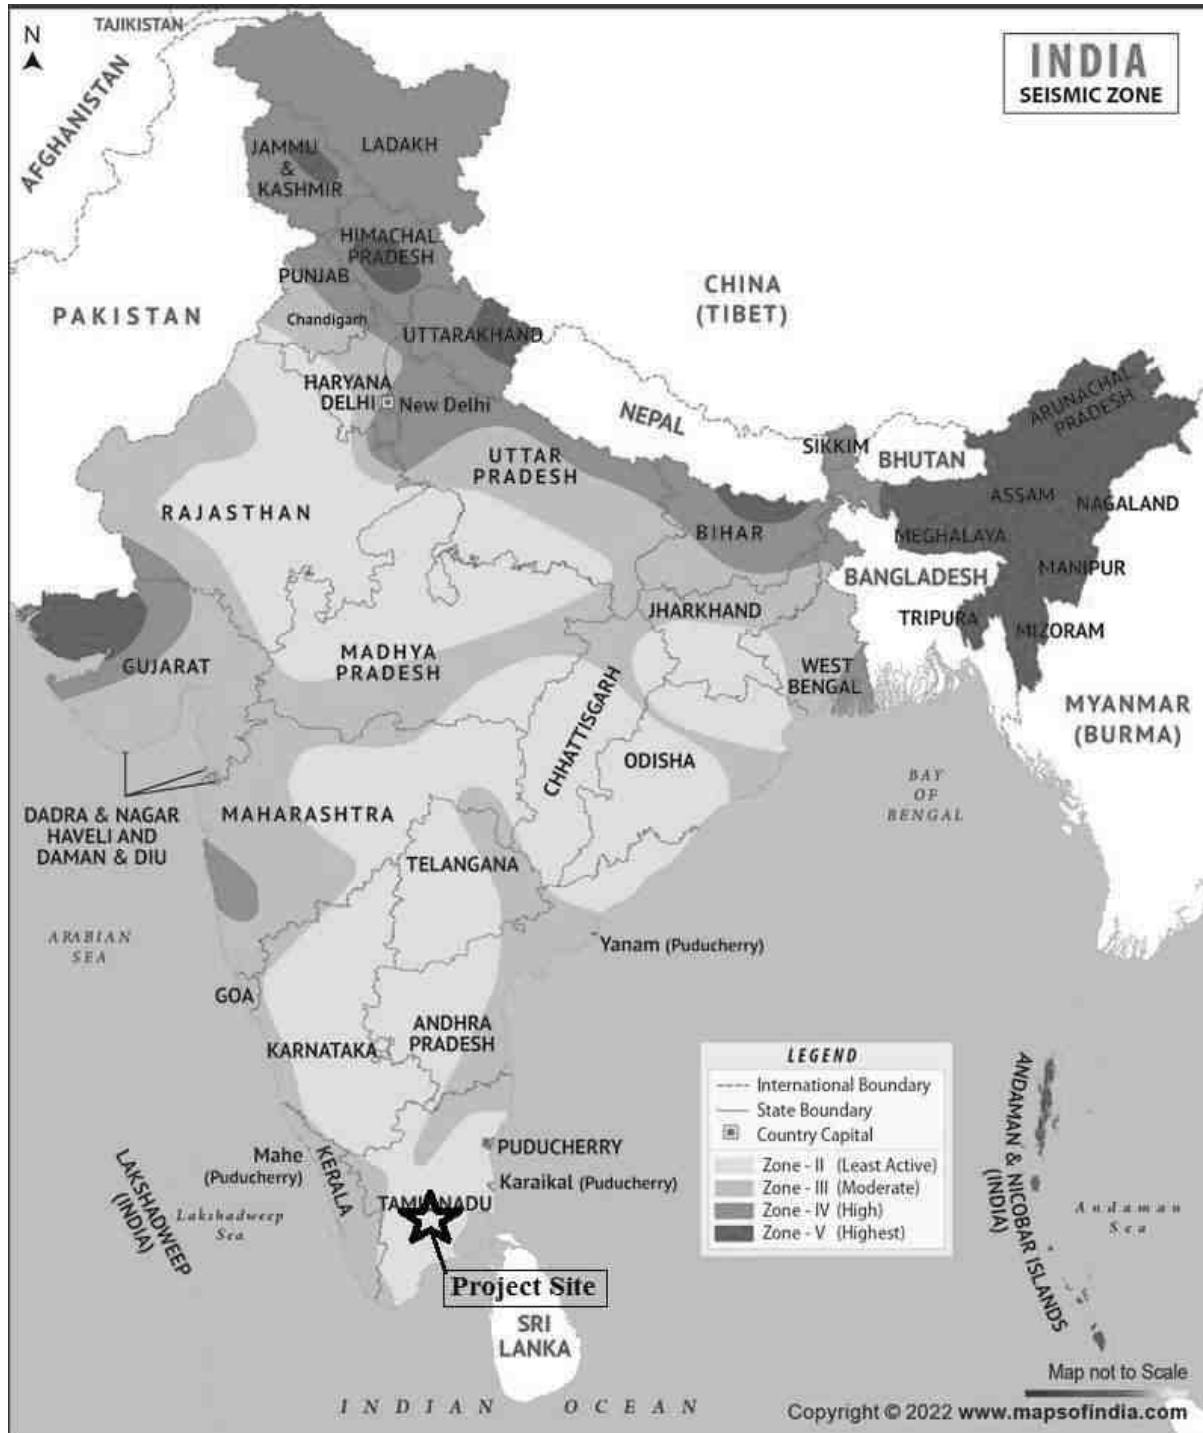 TAJIKISTAN
N
INDIA
SEISMIC ZONE
AFGHANISTAN
JAMMU
&
KASHMIR
LADAKH
HIMACHAL
PRADESH
PUNJAB
CHINA
(TIBET)
PAKISTAN
Chandigarh
UTTARAKHAND
HARYANA
DELHI
New Delhi
NEPAL
ARUNACHAL
PRADESH
SIKKIM
BHUTAN
UTTAR
PRADESH
RAJASTHAN
ASSAM
NAGALAND
BIHAR
MEGHALAYA
MANIPUR
BANGLADESH
JHARKHAND
TRIPURA
MIZORAM
GUJARAT
MADHYA
PRADESH
WEST
BENGAL
MYANMAR
(BURMA)
CHHATTISGARH
ODISHA
BAY
OF
BENGAL
DADRA & NAGAR
HAVELI AND
DAMAN & DIU
MAHARASHTRA
TELANGANA
ARABIAN
SEA
Yanam (Puducherry)
GOA
ANDHRA
PRADESH
KARNATAKA
LEGEND
International Boundary
State Boundary
Country Capital
Zone - II (Least Active)
Zone - III (Moderate)
Zone - IV (High)
Zone - V (Highest)
ANDAMAN & NICOBAR ISLANDS
(INDIA)
Andaman
Sea
PUDUCHERRY
Mahe
(Puducherry)
KERALA
Karaikal (Puducherry)
LAKSHADWEEP
(INDIA)
Lakshadweep
Sea
TAMIL NADU
Project Site
SRI
LANKA
Map not to Scale
INDIAN OCEAN
Copyright © 2022 www.mapsofindia.com